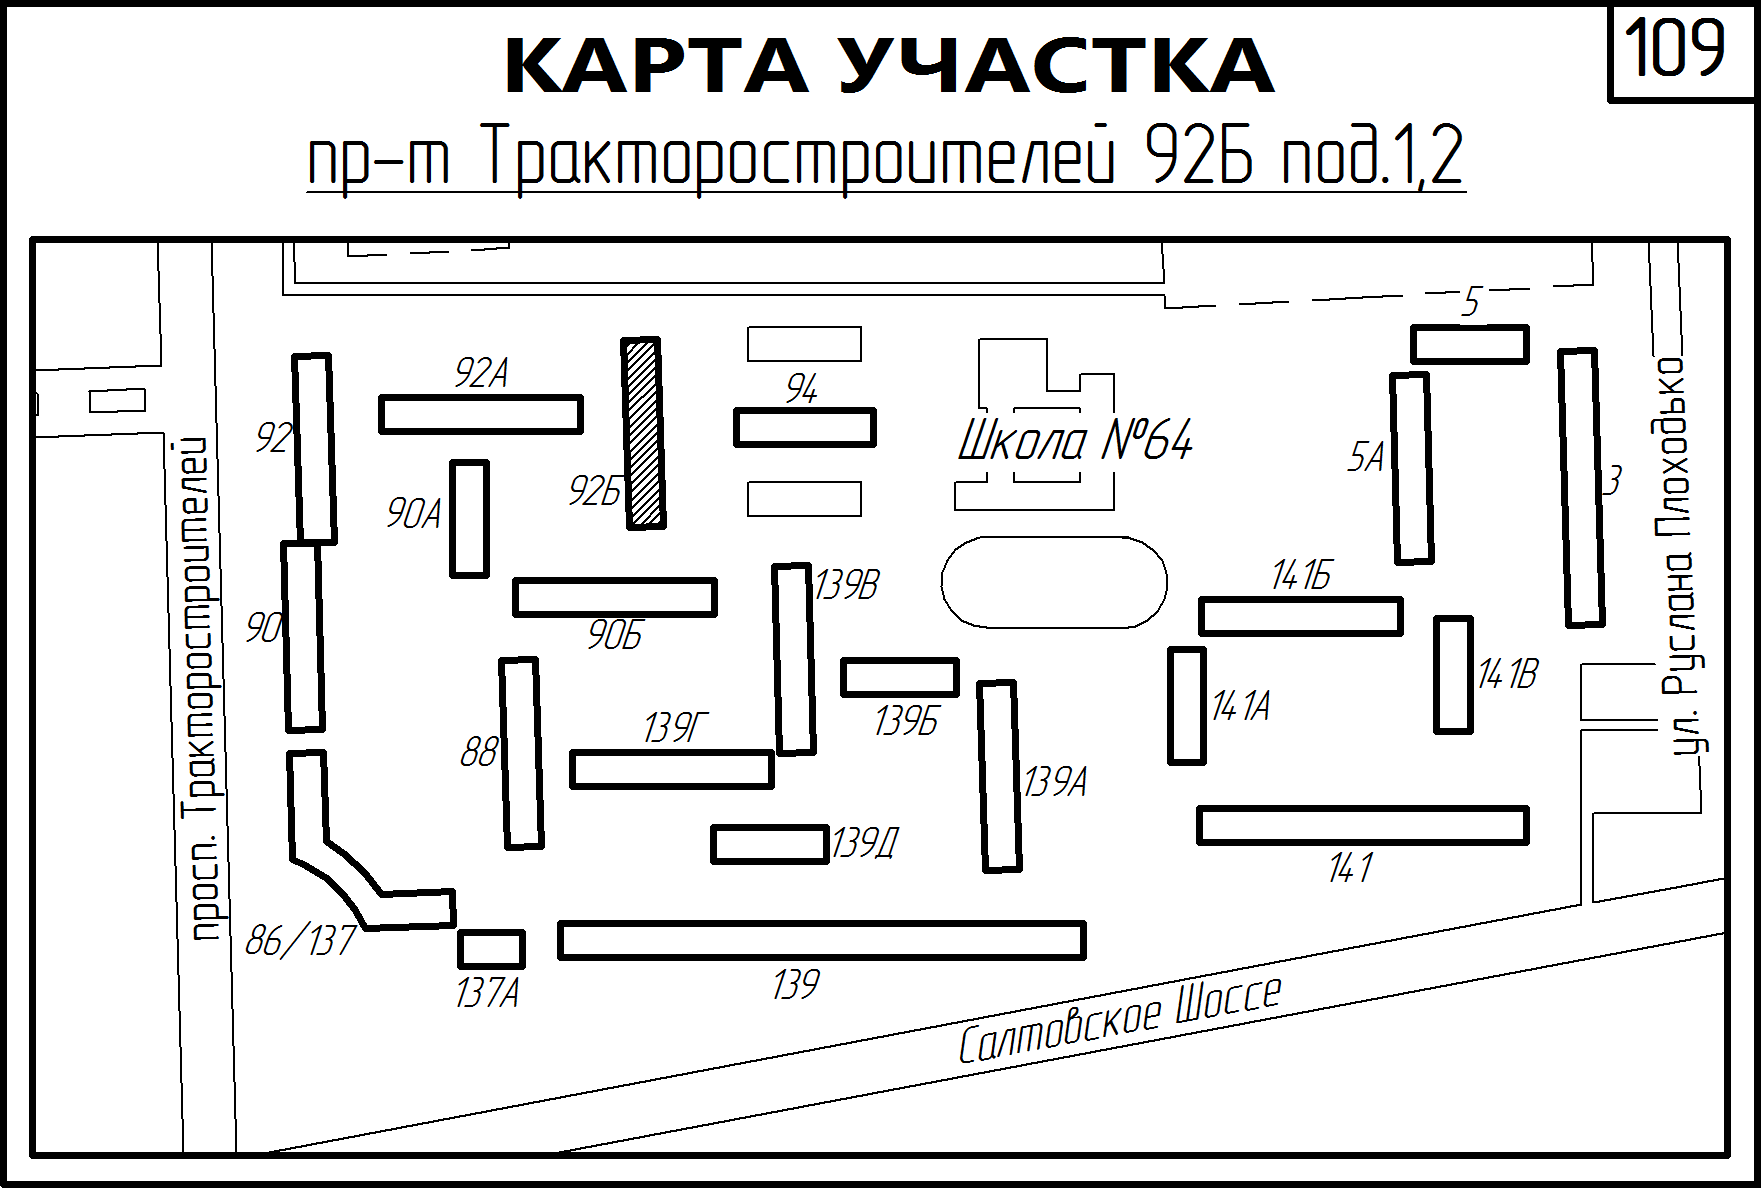 109
КАРТА УЧАСТКА
пр-т Тракторостроителей 92Б под.1,2
5
92А
94
92
Школа №64
5А
3
92Б
90А
просп. Тракторостроителей
ул. Руслана Плоходько
139В
141Б
90
90Б
141В
141А
139Б
139Г
88
139А
139Д
141
86/137
137А
139
Салтовское Шоссе